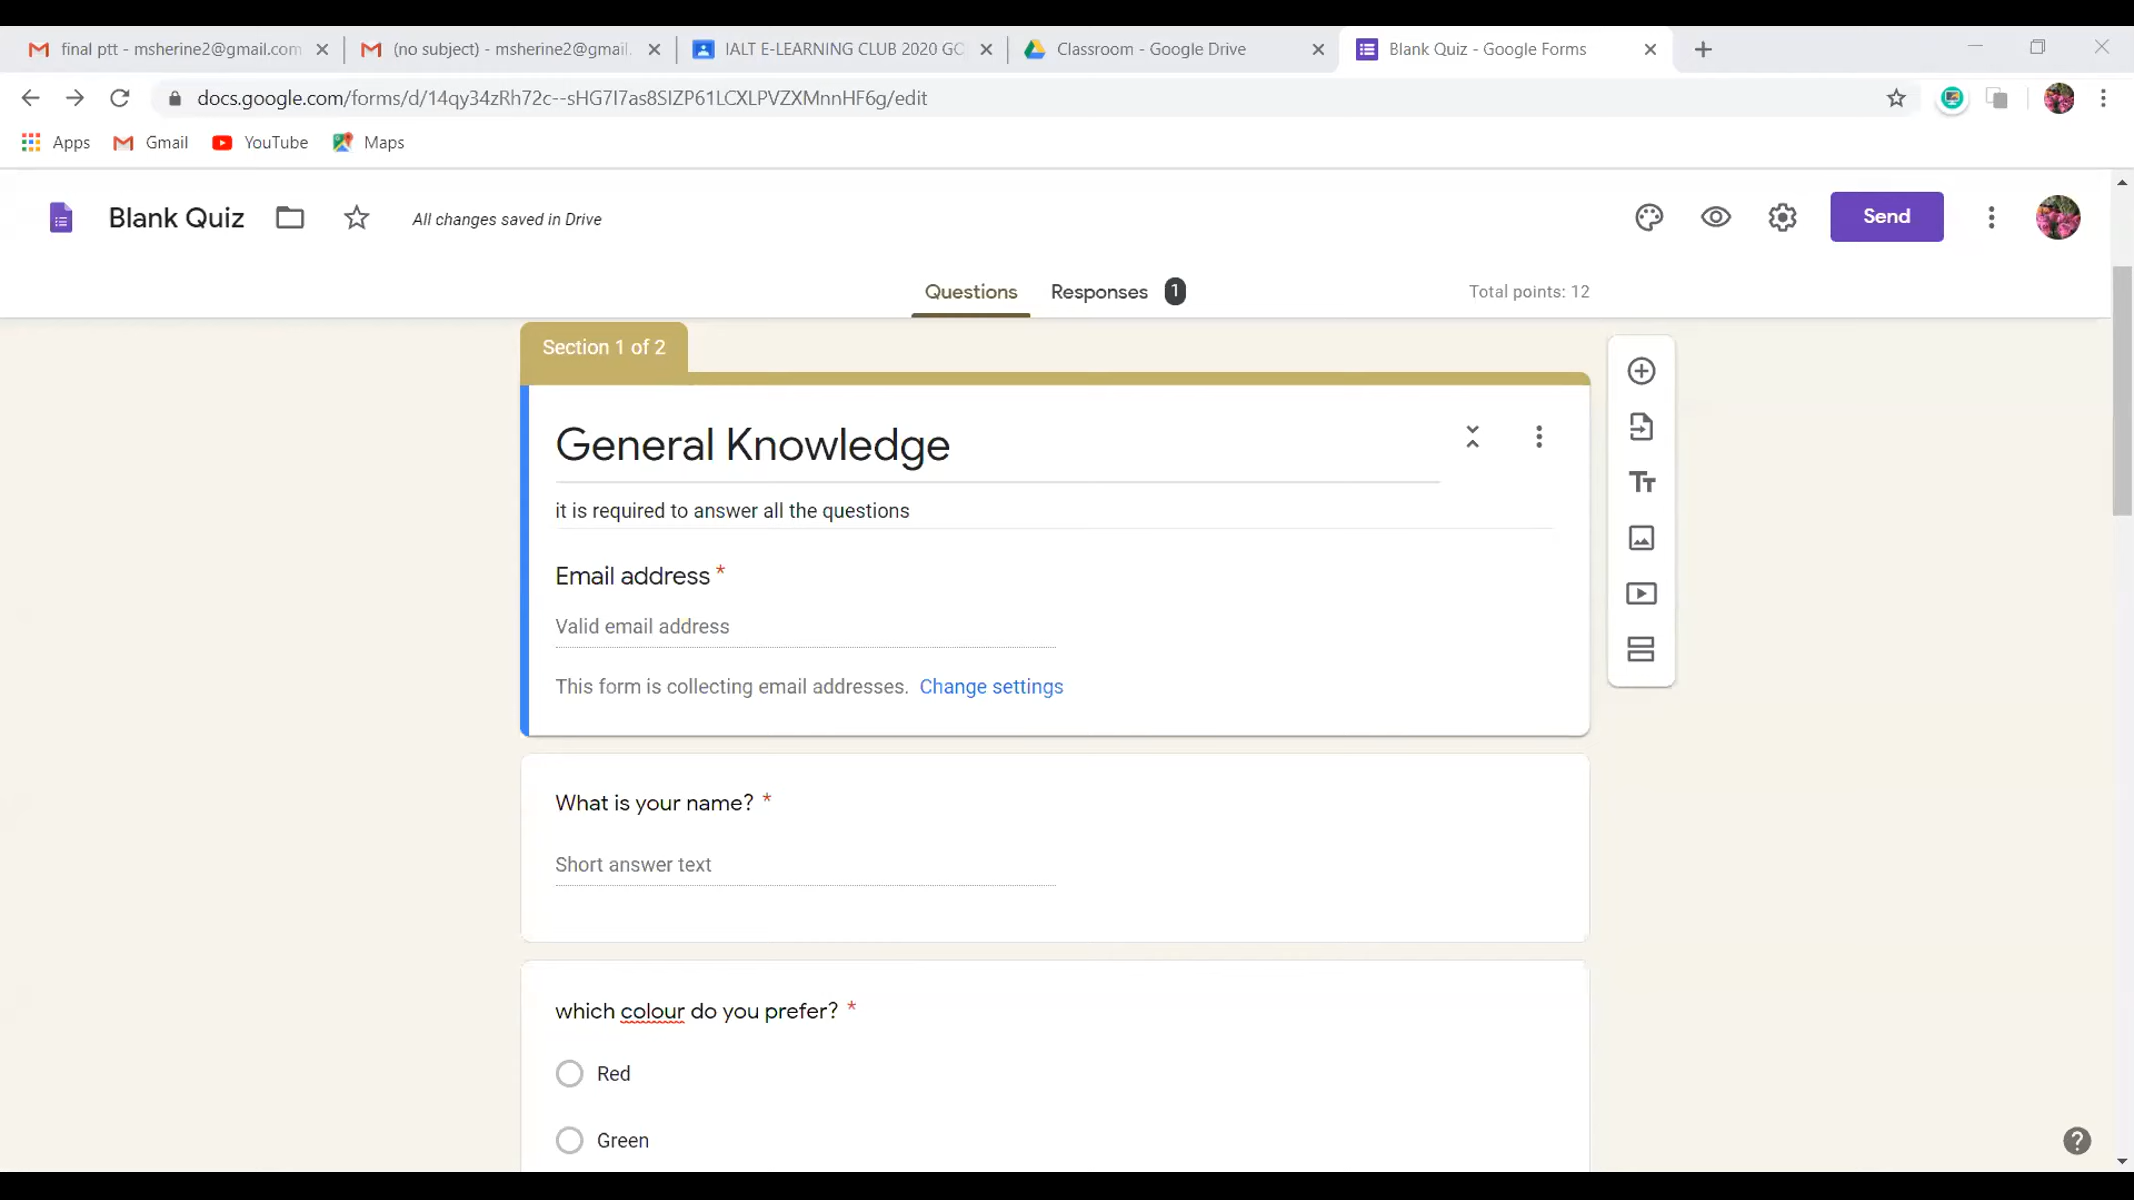 final ptt - msherine2@gmail.com
(no subject) - msherine2@gmail.
IALT E-LEARNING CLUB 2020 GO
Classroom - Google Drive
Blank Quiz - Google Forms
docs.google.com/forms/d/14qy34zRh72c--sHG7I7as8SIZP61LCXLPVZXMnnHF6g/edit
Apps
Gmail
YouTube
Maps
Blank Quiz
All changes saved in Drive
Send
Questions
Responses
1
Total points: 12
Section 1 of 2
General Knowledge
it is required to answer all the questions
Email address *
Valid email address
This form is collecting email addresses. Change settings
What is your name? *
Short answer text
which colour do you prefer? *
Red
Green